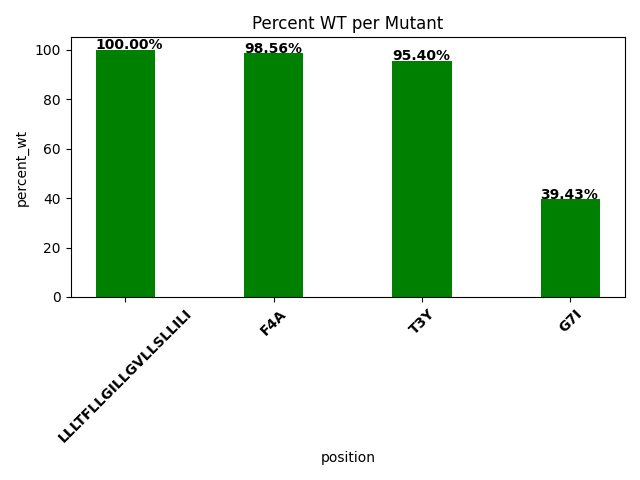 Percent WT per Mutant
percent_wt
100
80
60
40
20
0
100.00%
98.56%
95.40%
39.43%
LLLTFLLGILLGVLLSLLILI
F4A
T3Y
G7I
position